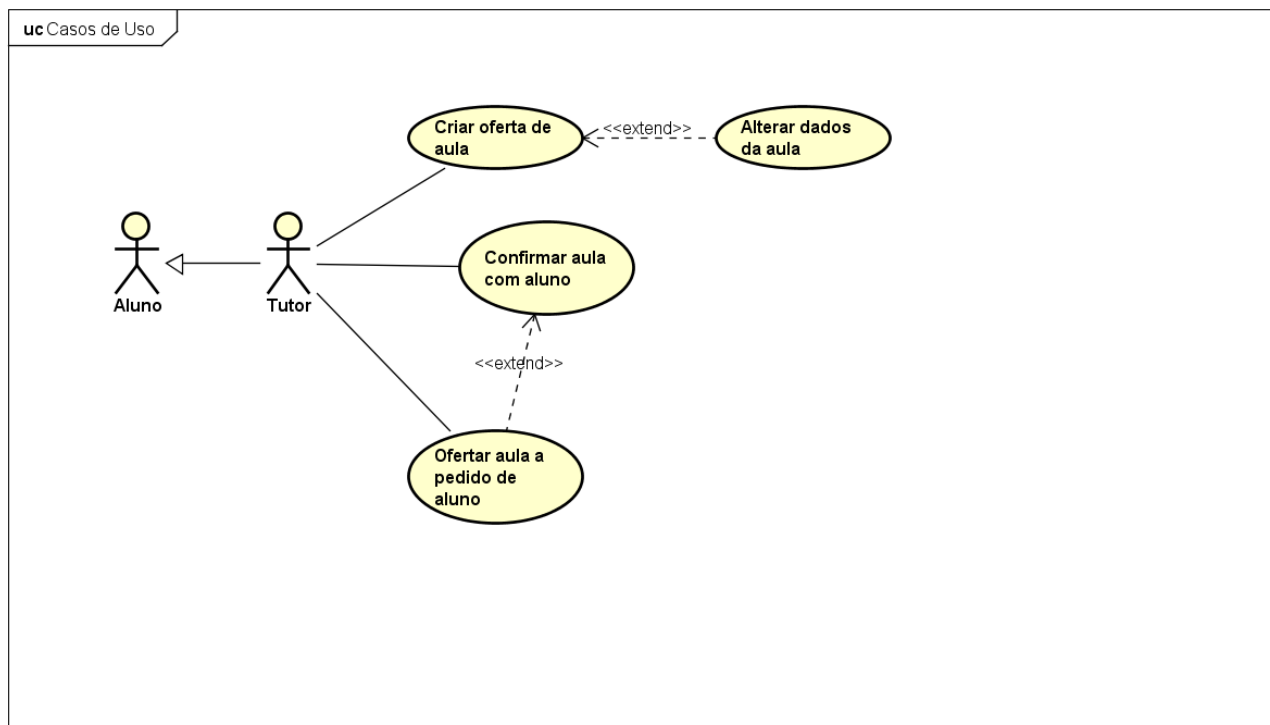 uc Casos de Uso
Criar oferta de
aula
<<extend>>
Alterar dados
da aula
Aluno
Tutor
Confirmar aula
com aluno
<<extend>>
Ofertar aula a
pedido de
aluno